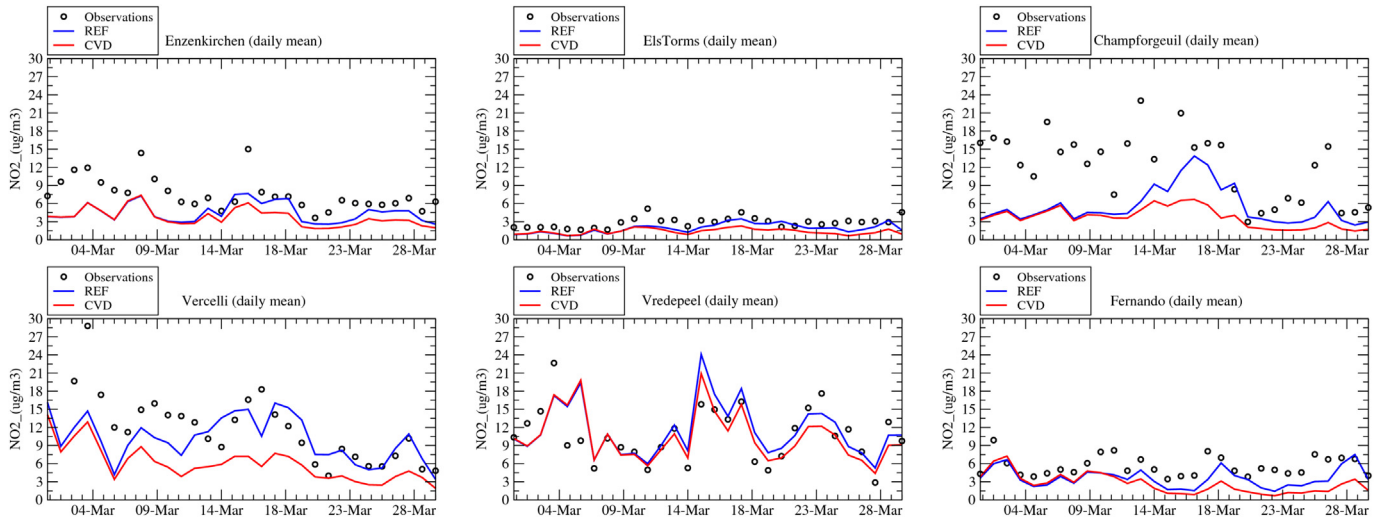 Observations
REF
CVD
Enzenkirchen (daily mean)
NO2_(ug/m3)
30
27
24
21
18
15
12
9
6
3
0
04-Mar 09-Mar 14-Mar 18-Mar 23-Mar 28-Mar
Observations
REF
CVD
ElsTorms (daily mean)
NO2_(ug/m3)
30
27
24
21
18
15
12
9
6
3
0
04-Mar 09-Mar 14-Mar 18-Mar 23-Mar 28-Mar
Observations
REF
CVD
Champforgeuil (daily mean)
NO2_(ug/m3)
30
27
24
21
18
15
12
9
6
3
0
04-Mar 09-Mar 14-Mar 18-Mar 23-Mar 28-Mar
Observations
REF
CVD
Vercelli (daily mean)
NO2_(ug/m3)
30
27
24
21
18
15
12
9
6
3
0
04-Mar 09-Mar 14-Mar 18-Mar 23-Mar 28-Mar
Observations
REF
CVD
Vredepeel (daily mean)
NO2_(ug/m3)
30
27
24
21
18
15
12
9
6
3
0
04-Mar 09-Mar 14-Mar 18-Mar 23-Mar 28-Mar
Observations
REF
CVD
Fernando (daily mean)
NO2_(ug/m3)
30
27
24
21
18
15
12
9
6
3
0
04-Mar 09-Mar 14-Mar 18-Mar 23-Mar 28-Mar